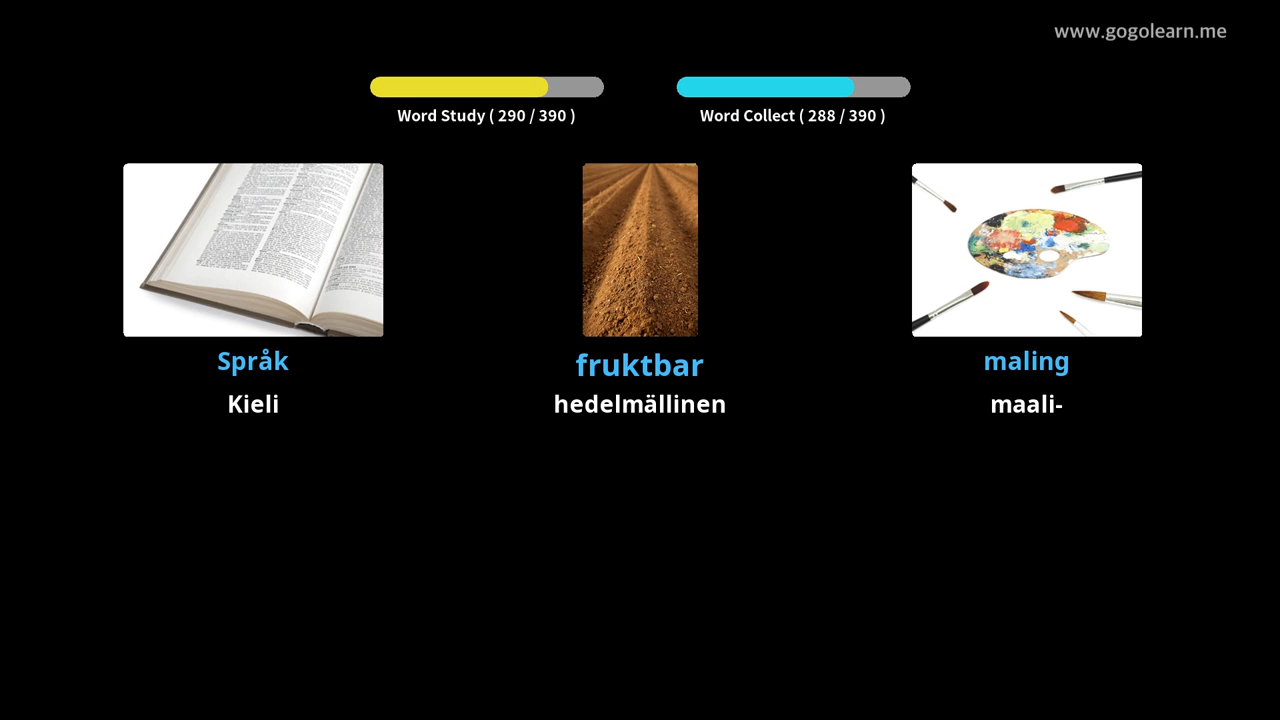 www.gogolearn.me
Word Study ( 290 / 390 )
Word Collect ( 288 / 390 )
Språk
fruktbar
maling
Kieli
hedelmällinen
maali-